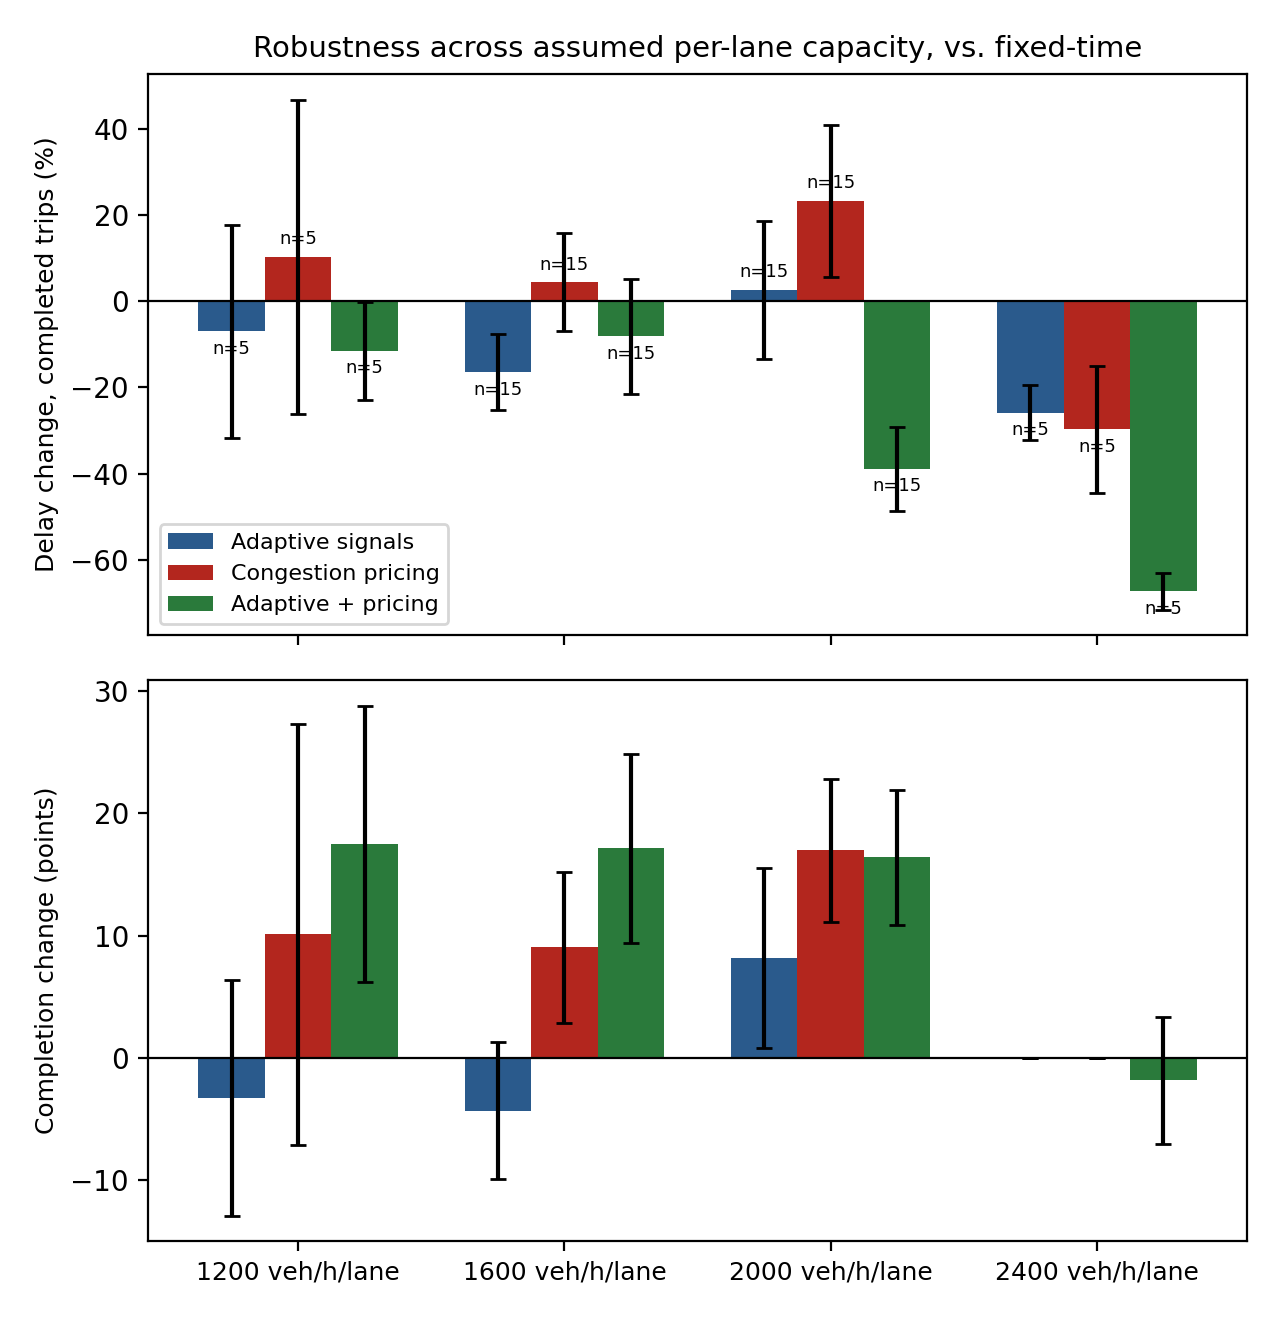 Robustness across assumed per-lane capacity, vs. fixed-time
Delay change, completed trips (%)
40
20
0
−20
−40
−60
n=5
n=5
n=5
n=15
n=15
n=15
n=15
n=15
n=15
n=5
n=5
n=5
Adaptive signals
Congestion pricing
Adaptive + pricing
Completion change (points)
30
20
10
0
−10
1200 veh/h/lane
1600 veh/h/lane
2000 veh/h/lane
2400 veh/h/lane